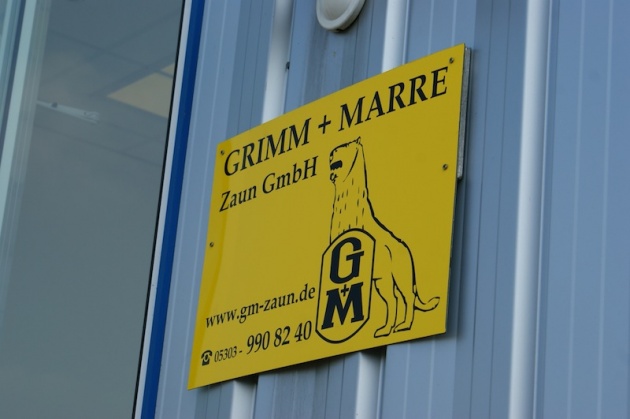 GRIMM + MARRE
Zaun GmbH
G
+
M
www.gm-zaun.de
☎ 05303 - 990 82 40